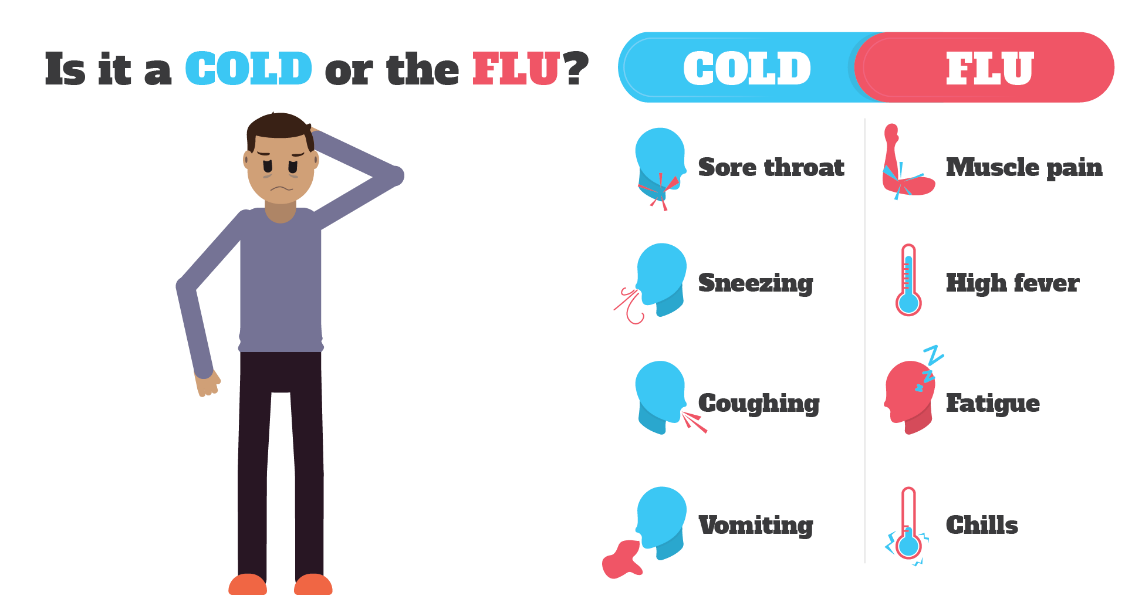 Is it a COLD or the FLU?
COLD
FLU
Sore throat
Muscle pain
Sneezing
High fever
Coughing
Fatigue
Vomiting
Chills